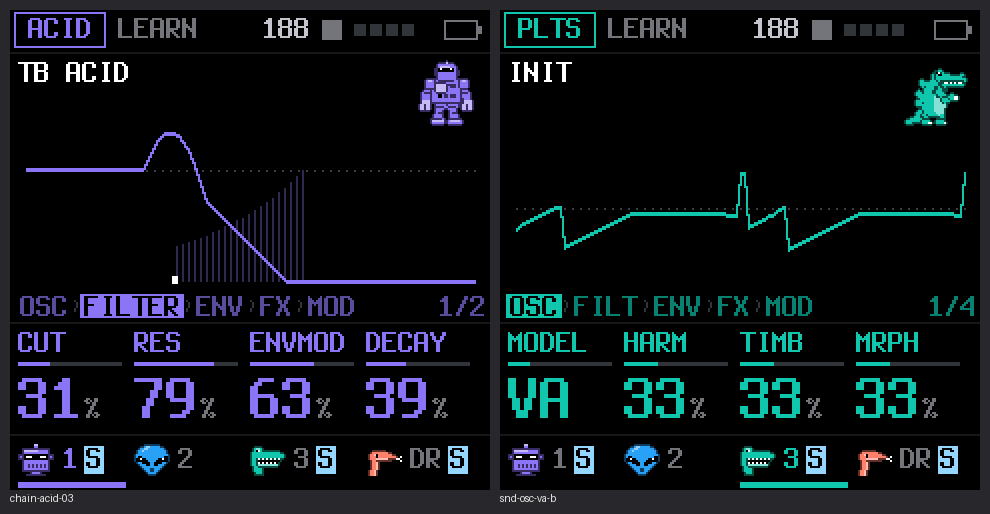 ACID LEARN 188
TB ACID
OSC FILTER ENV FX MOD 1/2
CUT RES ENVMOD DECAY
31% 79% 63% 39%
1 S 2 3 S DR S
chain-acid-03
PLTS LEARN 188
INIT
OSC FILT ENV FX MOD 1/4
MODEL HARM TIMB MRPH
VA 33% 33% 33%
1 S 2 3 S DR S
snd-osc-va-b